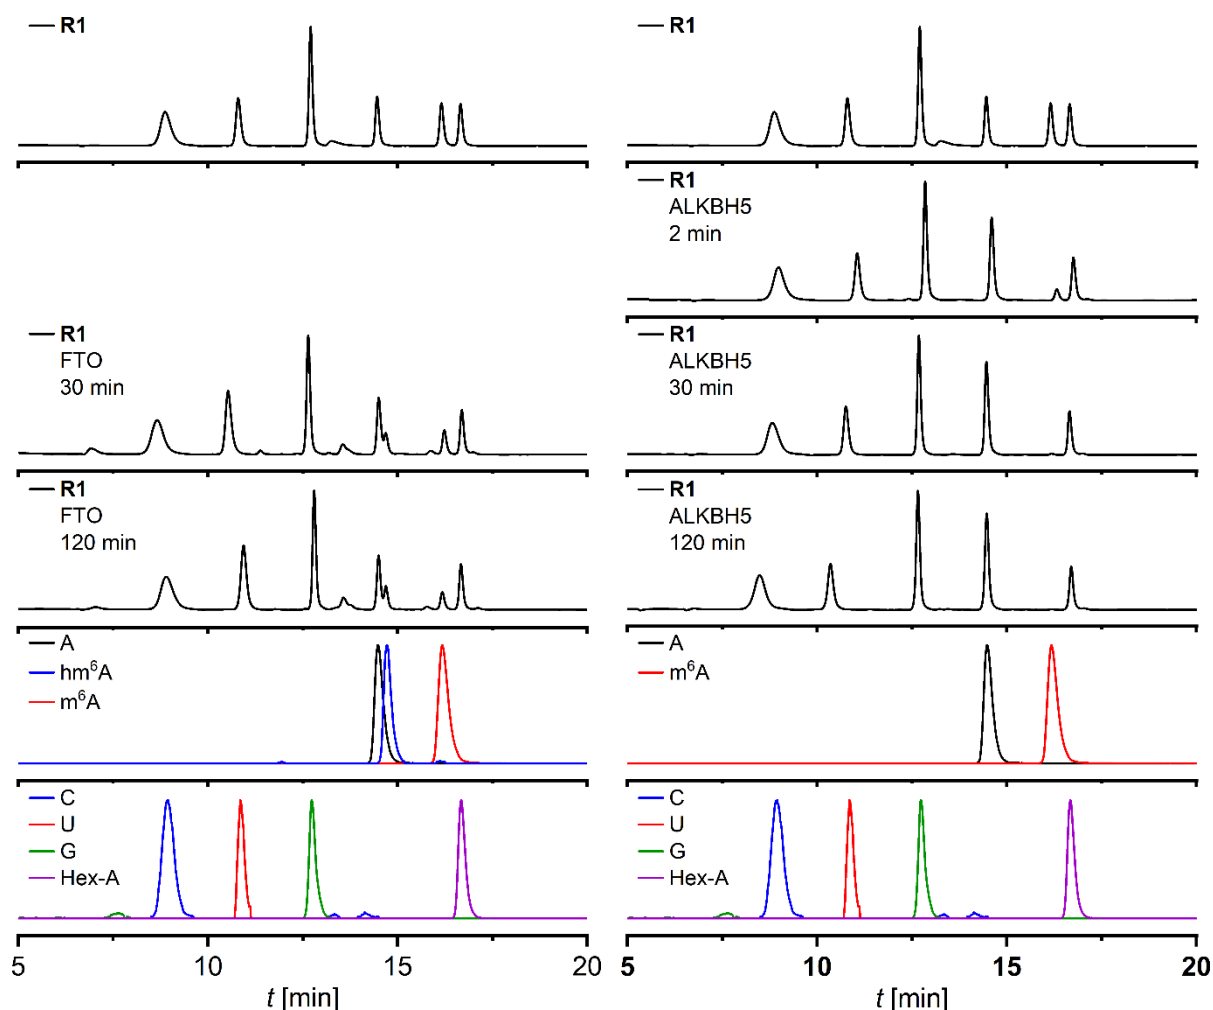 R1
R1
FTO
30 min
R1
FTO
120 min
A
hm⁶A
m⁶A
C
U
G
Hex-A
5
10
15
20
t [min]
R1
R1
ALKBH5
2 min
R1
ALKBH5
30 min
R1
ALKBH5
120 min
A
m⁶A
C
U
G
Hex-A
5
10
15
20
t [min]